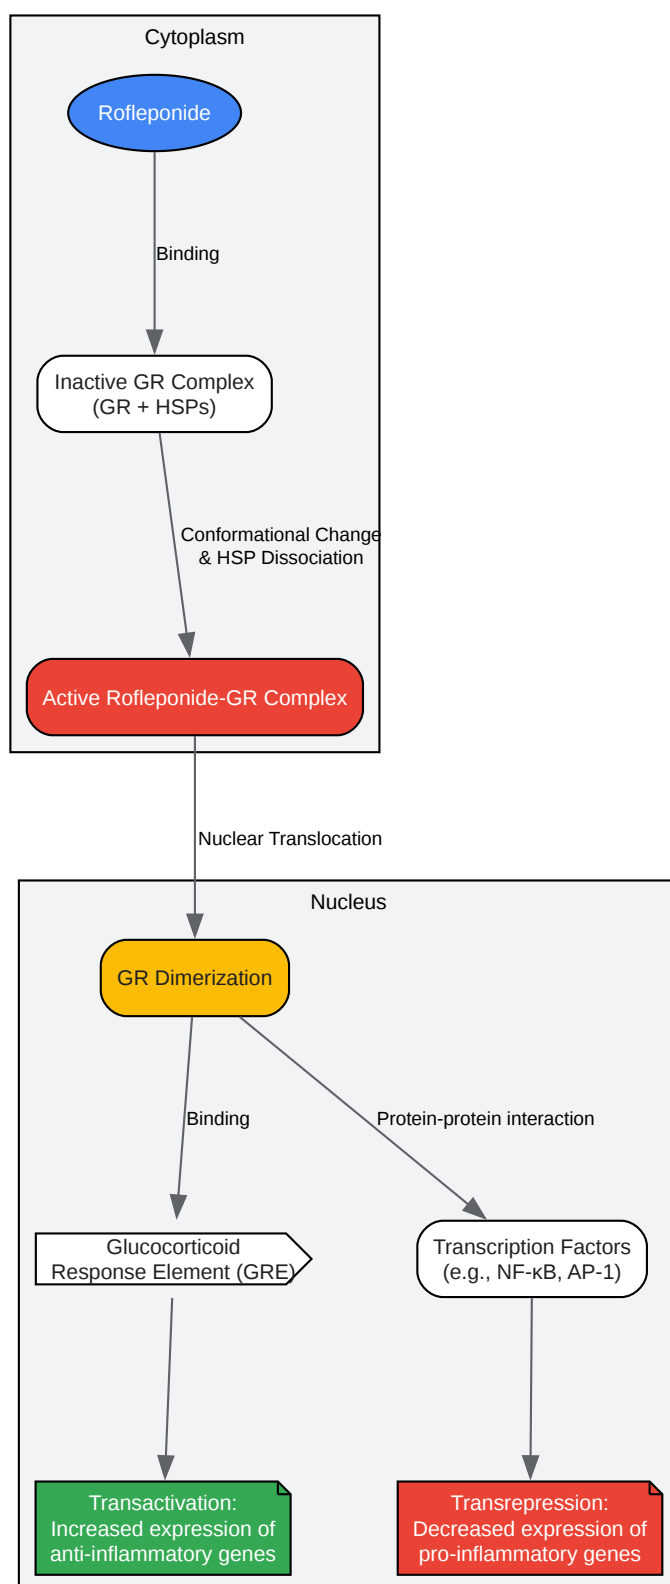 Cytoplasm
Rofleponide
Binding
Inactive GR Complex
(GR + HSPs)
Conformational Change
& HSP Dissociation
Active Rofleponide-GR Complex
Nuclear Translocation
Nucleus
GR Dimerization
Binding
Protein-protein interaction
Glucocorticoid
Response Element (GRE)
Transcription Factors
(e.g., NF-κB, AP-1)
Transactivation:
Increased expression of
anti-inflammatory genes
Transrepression:
Decreased expression of
pro-inflammatory genes